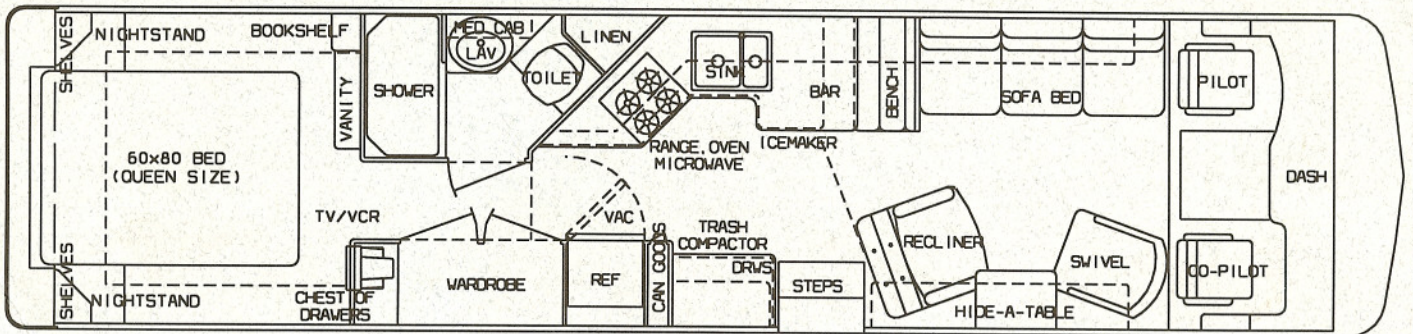 SHELVES
NIGHTSTAND
BOOKSHELF
MED CABI
LAV
LINEN
TOILET
SHOWER
VANITY
SINK
BAR
BENCH
SOFA BED
PILOT
60x80 BED
(QUEEN SIZE)
RANGE, OVEN
MICROWAVE
ICEMAKER
DASH
TV/VCR
VAC
TRASH
COMPACTOR
RECLINER
SWIVEL
CO-PILOT
SHELVES
NIGHTSTAND
CHEST OF
DRAWERS
WARDROBE
REF
CAN GOODS
DRWS
STEPS
HIDE-A-TABLE